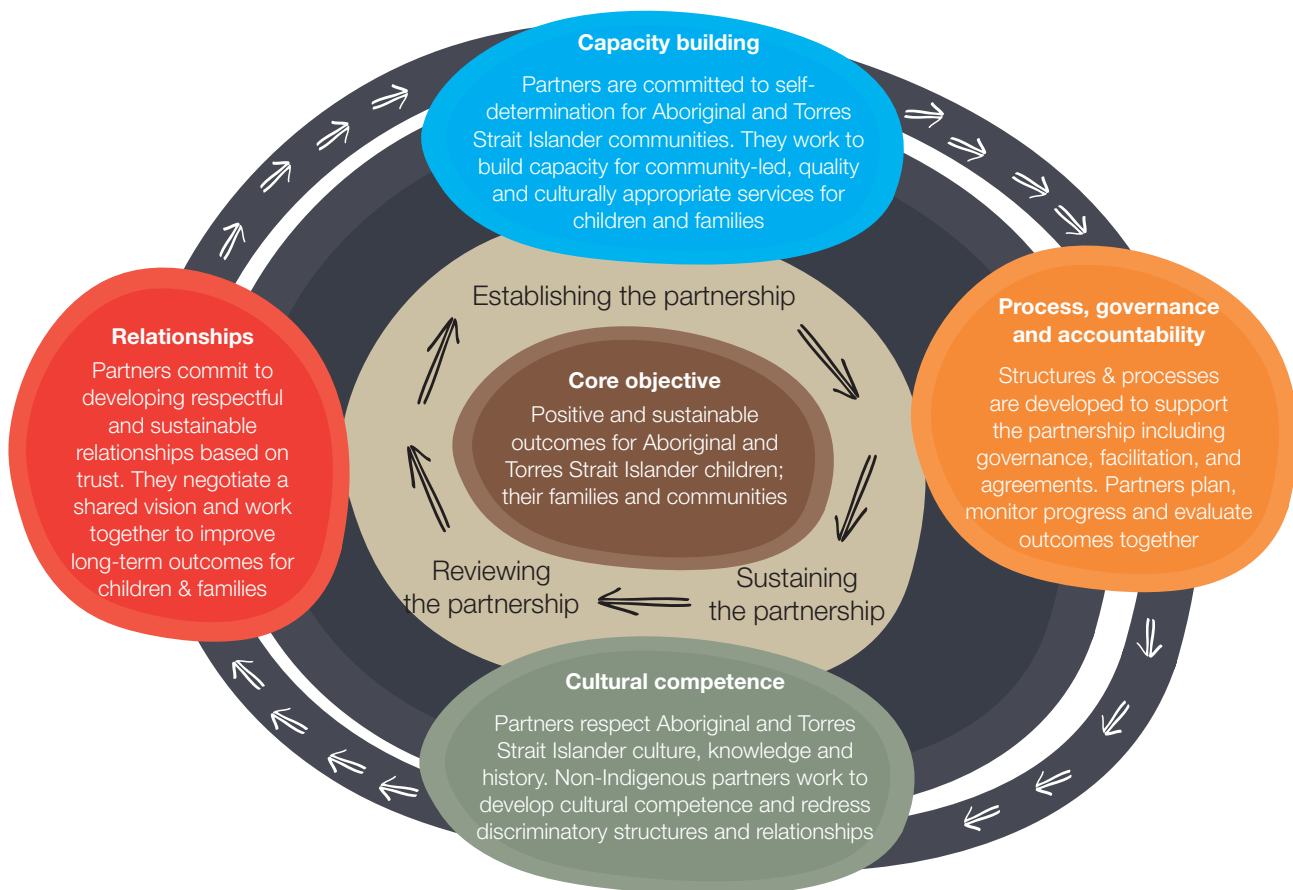 Capacity building
Partners are committed to self-
determination for Aboriginal and Torres
Strait Islander communities. They work to
build capacity for community-led, quality
and culturally appropriate services for
children and families
Relationships
Partners commit to
developing respectful
and sustainable
relationships based on
trust. They negotiate a
shared vision and work
together to improve
long-term outcomes for
children & families
Establishing the partnership
Core objective
Positive and sustainable
outcomes for Aboriginal and
Torres Strait Islander children;
their families and communities
Reviewing
the partnership
Sustaining
the partnership
Process, governance
and accountability
Structures & processes
are developed to support
the partnership including
governance, facilitation, and
agreements. Partners plan,
monitor progress and evaluate
outcomes together
Cultural competence
Partners respect Aboriginal and Torres
Strait Islander culture, knowledge and
history. Non-Indigenous partners work to
develop cultural competence and redress
discriminatory structures and relationships